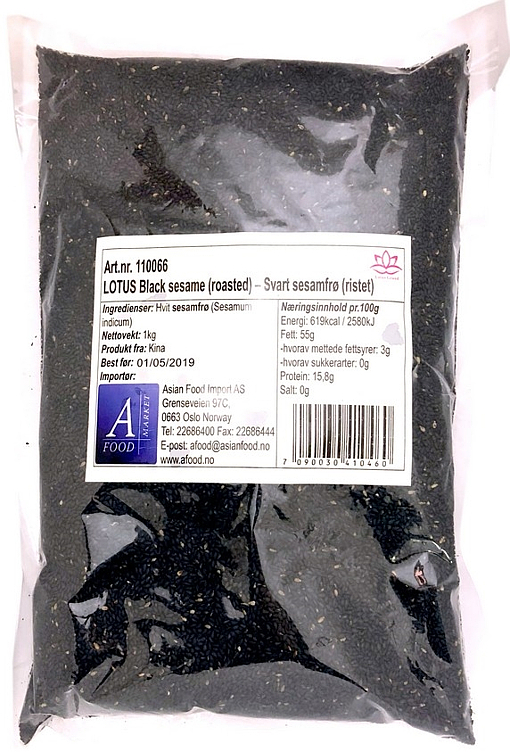 Art.nr. 110066
LOTUS Black sesame (roasted) – Svart sesamfrø (ristet)
Ingredienser: Hvit sesamfrø (Sesamum
indicum)
Nettovekt: 1kg
Produkt fra: Kina
Best før: 01/05/2019
Importør:
A
FOOD
MARKET
Asian Food Import AS
Grenseveien 97C,
0663 Oslo Norway
Tel: 22686400 Fax: 22686444
E-post: afood@asianfood.no
www.afood.no
Næringsinnhold pr.100g
Energi: 619kcal / 2580kJ
Fett: 55g
-hvorav mettede fettsyrer: 3g
-hvorav sukkerarter: 0g
Protein: 15,8g
Salt: 0g
7 090030 410460